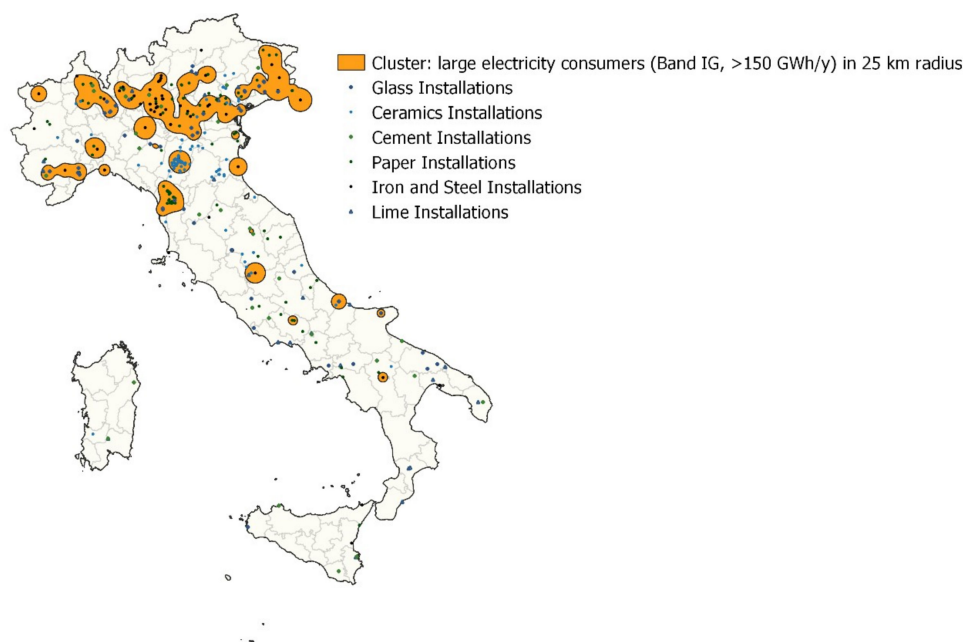 Cluster: large electricity consumers (Band IG, >150 GWh/y) in 25 km radius
Glass Installations
Ceramics Installations
Cement Installations
Paper Installations
Iron and Steel Installations
Lime Installations